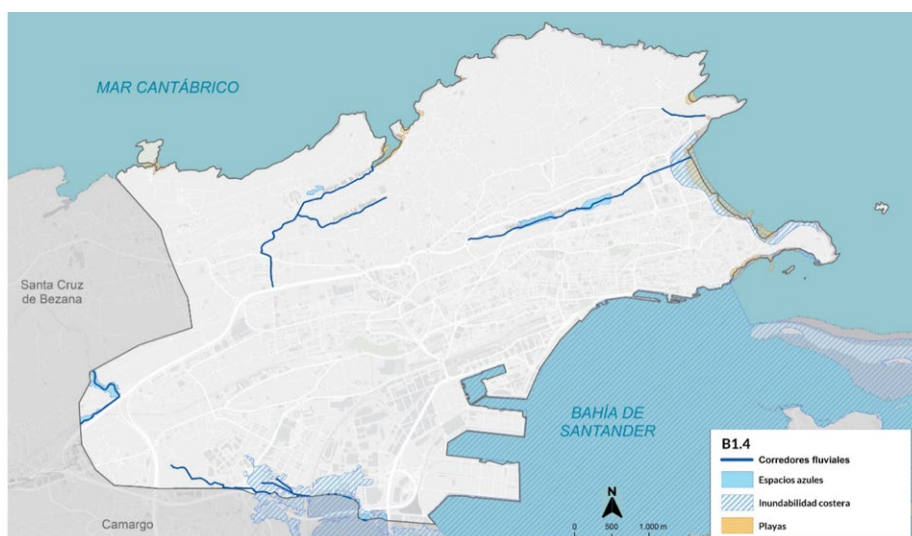 MAR CANTÁBRICO
Santa Cruz
de Bezana
BAHÍA DE
SANTANDER
Camargo
N
0 500 1.000 m
B1.4
Corredores fluviales
Espacios azules
Inundabilidad costera
Playas